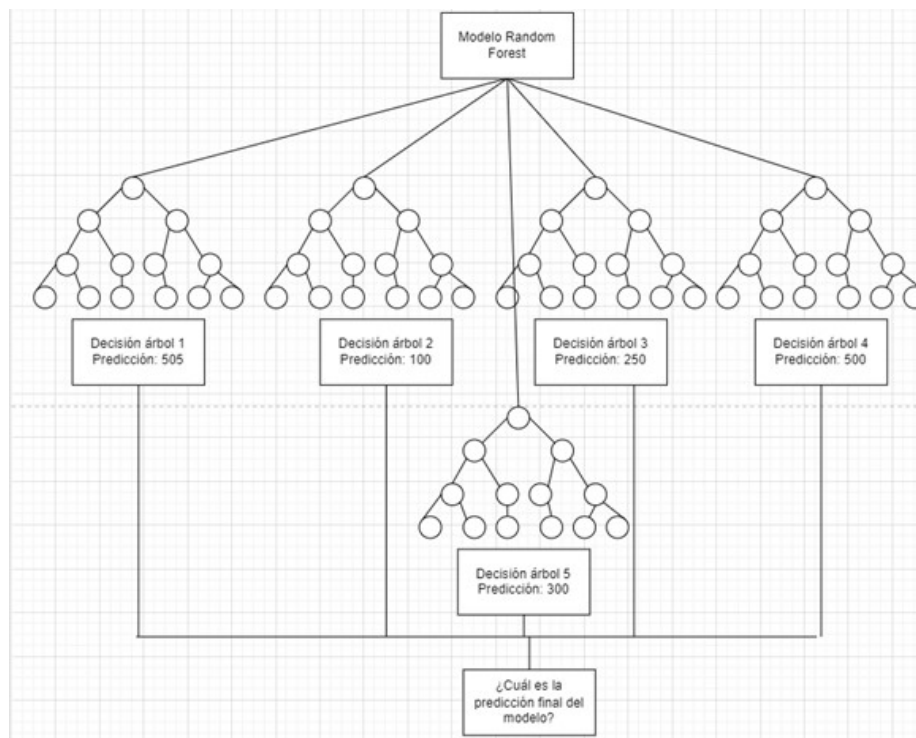 Modelo Random
Forest
Decisión árbol 1
Predicción: 505
Decisión árbol 2
Predicción: 100
Decisión árbol 3
Predicción: 250
Decisión árbol 4
Predicción: 500
Decisión árbol 5
Predicción: 300
¿Cuál es la
predicción final del
modelo?